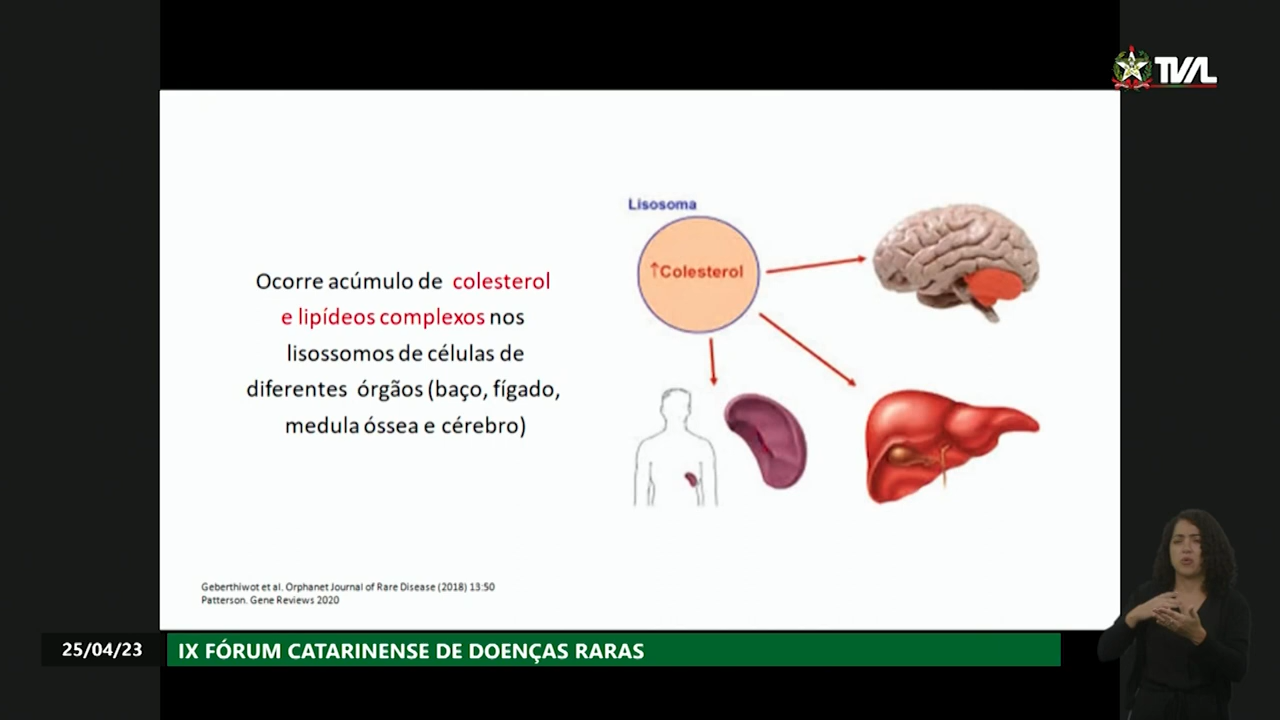 TVAL
Lisosoma
↑Colesterol
Ocorre acúmulo de colesterol
e lipídeos complexos nos
lisossomos de células de
diferentes órgãos (baço, fígado,
medula óssea e cérebro)
Geberthiwot et al. Orphanet Journal of Rare Disease (2018) 13:50
Patterson. Gene Reviews 2020
25/04/23
IX FÓRUM CATARINENSE DE DOENÇAS RARAS